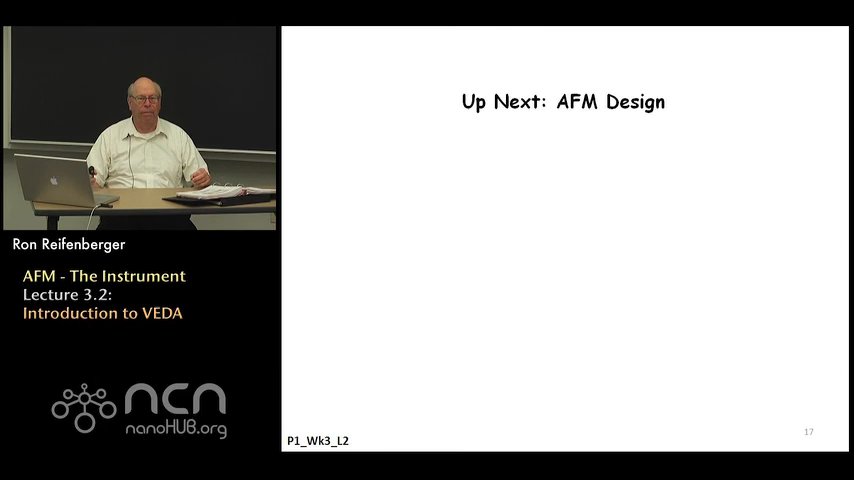 Up Next: AFM Design
Ron Reifenberger
AFM - The Instrument
Lecture 3.2:
Introduction to VEDA
ncn
nanoHUB.org
P1_Wk3_L2
17